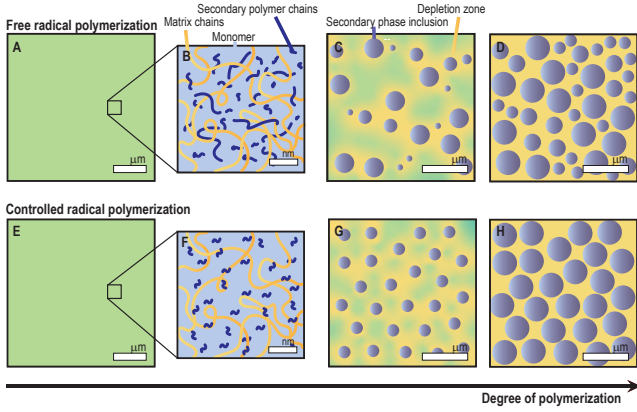 Free radical polymerization
Matrix chains
Secondary polymer chains
Monomer
Secondary phase inclusion
Depletion zone
A
B
C
D
μm
nm
μm
μm
Controlled radical polymerization
E
F
G
H
μm
nm
μm
μm
Degree of polymerization